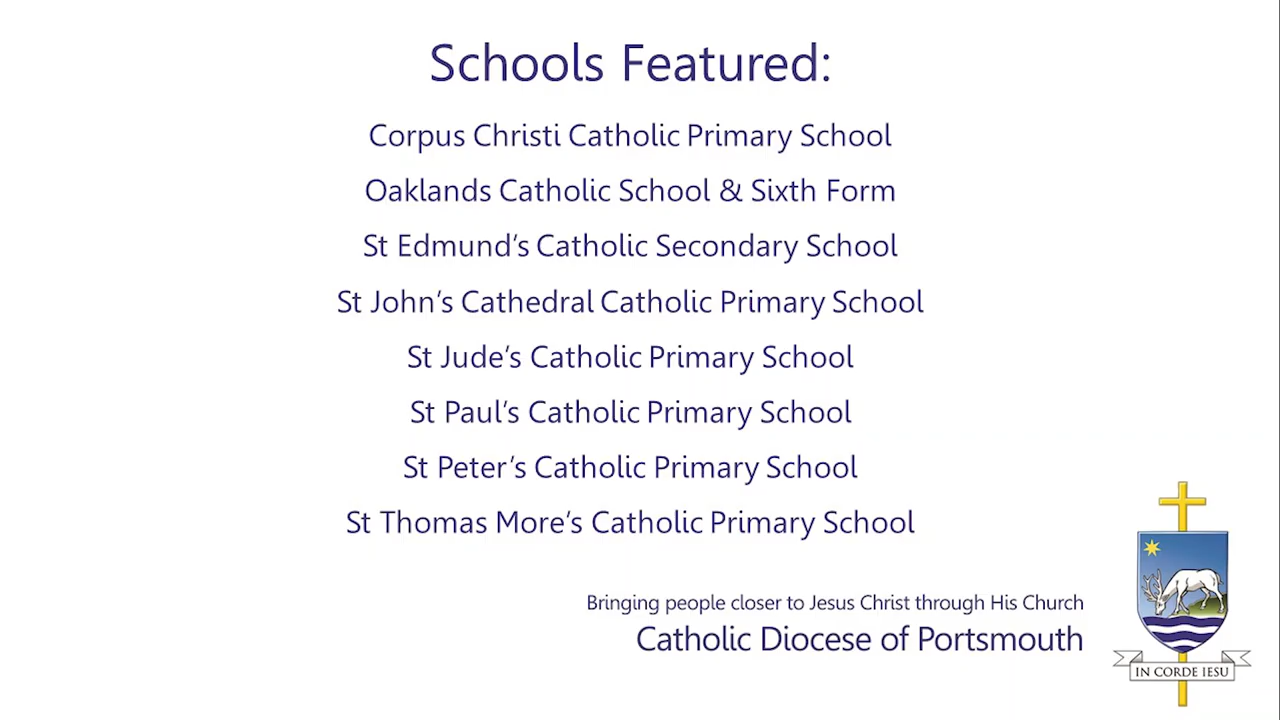 Schools Featured:
Corpus Christi Catholic Primary School
Oaklands Catholic School & Sixth Form
St Edmund’s Catholic Secondary School
St John’s Cathedral Catholic Primary School
St Jude’s Catholic Primary School
St Paul’s Catholic Primary School
St Peter’s Catholic Primary School
St Thomas More’s Catholic Primary School
Bringing people closer to Jesus Christ through His Church
Catholic Diocese of Portsmouth
IN CORDE IESU